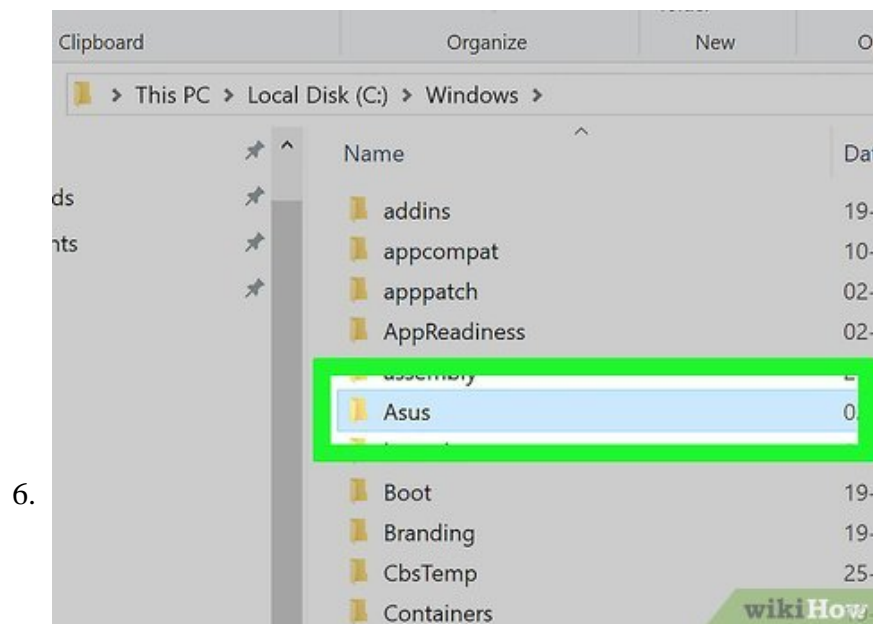 Clipboard Organize New
> This PC > Local Disk (C:) > Windows >
Name
ds
addins 19-
nts
appcompat 10-
apppatch 02-
AppReadiness 02-
assembly
Asus 0
6.
Boot 19-
Branding 19-
CbsTemp 25-
Containers
wikiHow